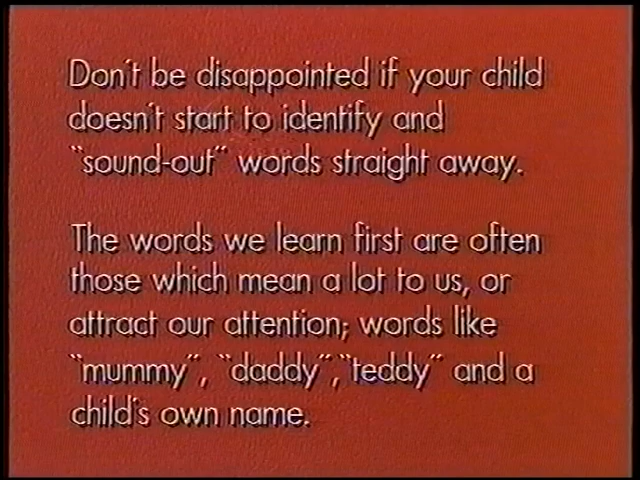 Don't be disappointed if your child
doesn't start to identify and
"sound-out" words straight away.
The words we learn first are often
those which mean a lot to us, or
attract our attention; words like
"mummy", "daddy","teddy" and a
child's own name.